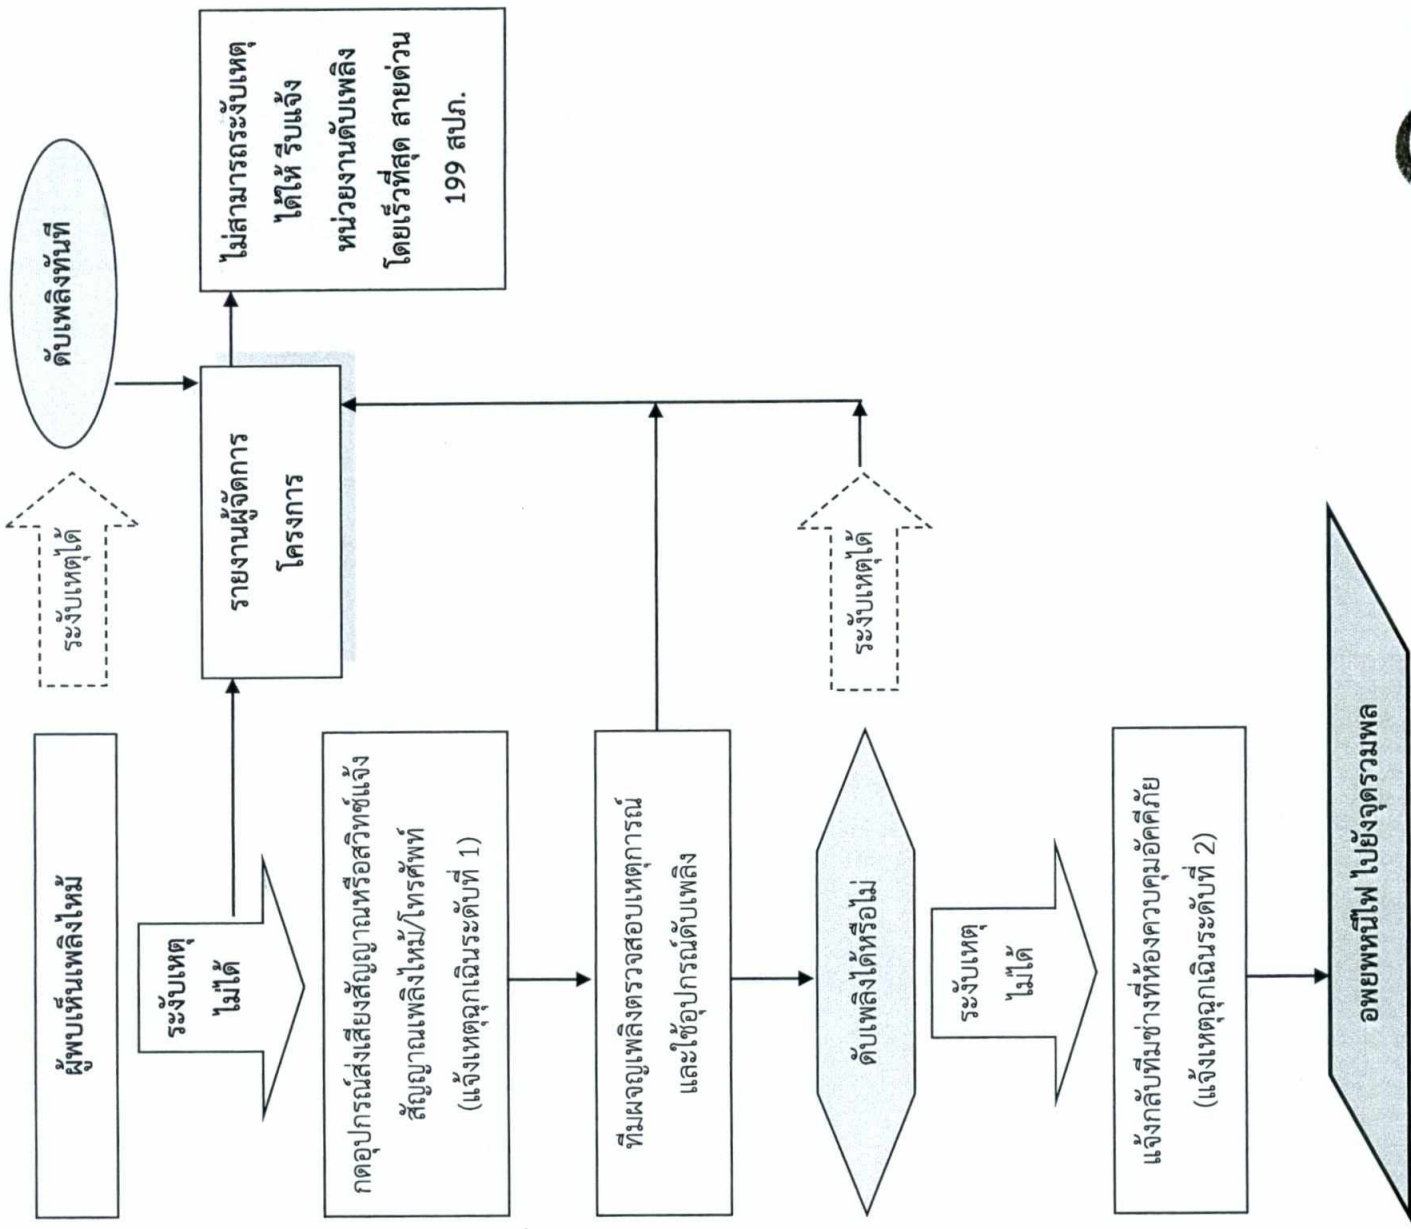 ผู้พบเห็นเพลิงไหม้
ระงับเหตุได้
ดับเพลิงทันที
ระงับเหตุ
ไม่ได้
รายงานผู้จัดการ
โครงการ
ไม่สามารถระงับเหตุ
ได้ให้ รีบแจ้ง
หน่วยงานดับเพลิง
โดยเร็วที่สุด สายด่วน
199 สปภ.
กดอุปกรณ์ส่งเสียงสัญญาณหรือสวิทช์แจ้ง
สัญญาณเพลิงไหม้/โทรศัพท์
(แจ้งเหตุฉุกเฉินระดับที่ 1)
ทีมผจญเพลิงตรวจสอบเหตุการณ์
และใช้อุปกรณ์ดับเพลิง
ดับเพลิงได้หรือไม่
ระงับเหตุได้
ระงับเหตุ
ไม่ได้
แจ้งกลับทีมช่างที่ห้องควบคุมอัคคีภัย
(แจ้งเหตุฉุกเฉินระดับที่ 2)
อพยพหนีไฟ ไปยังจุดรวมพล